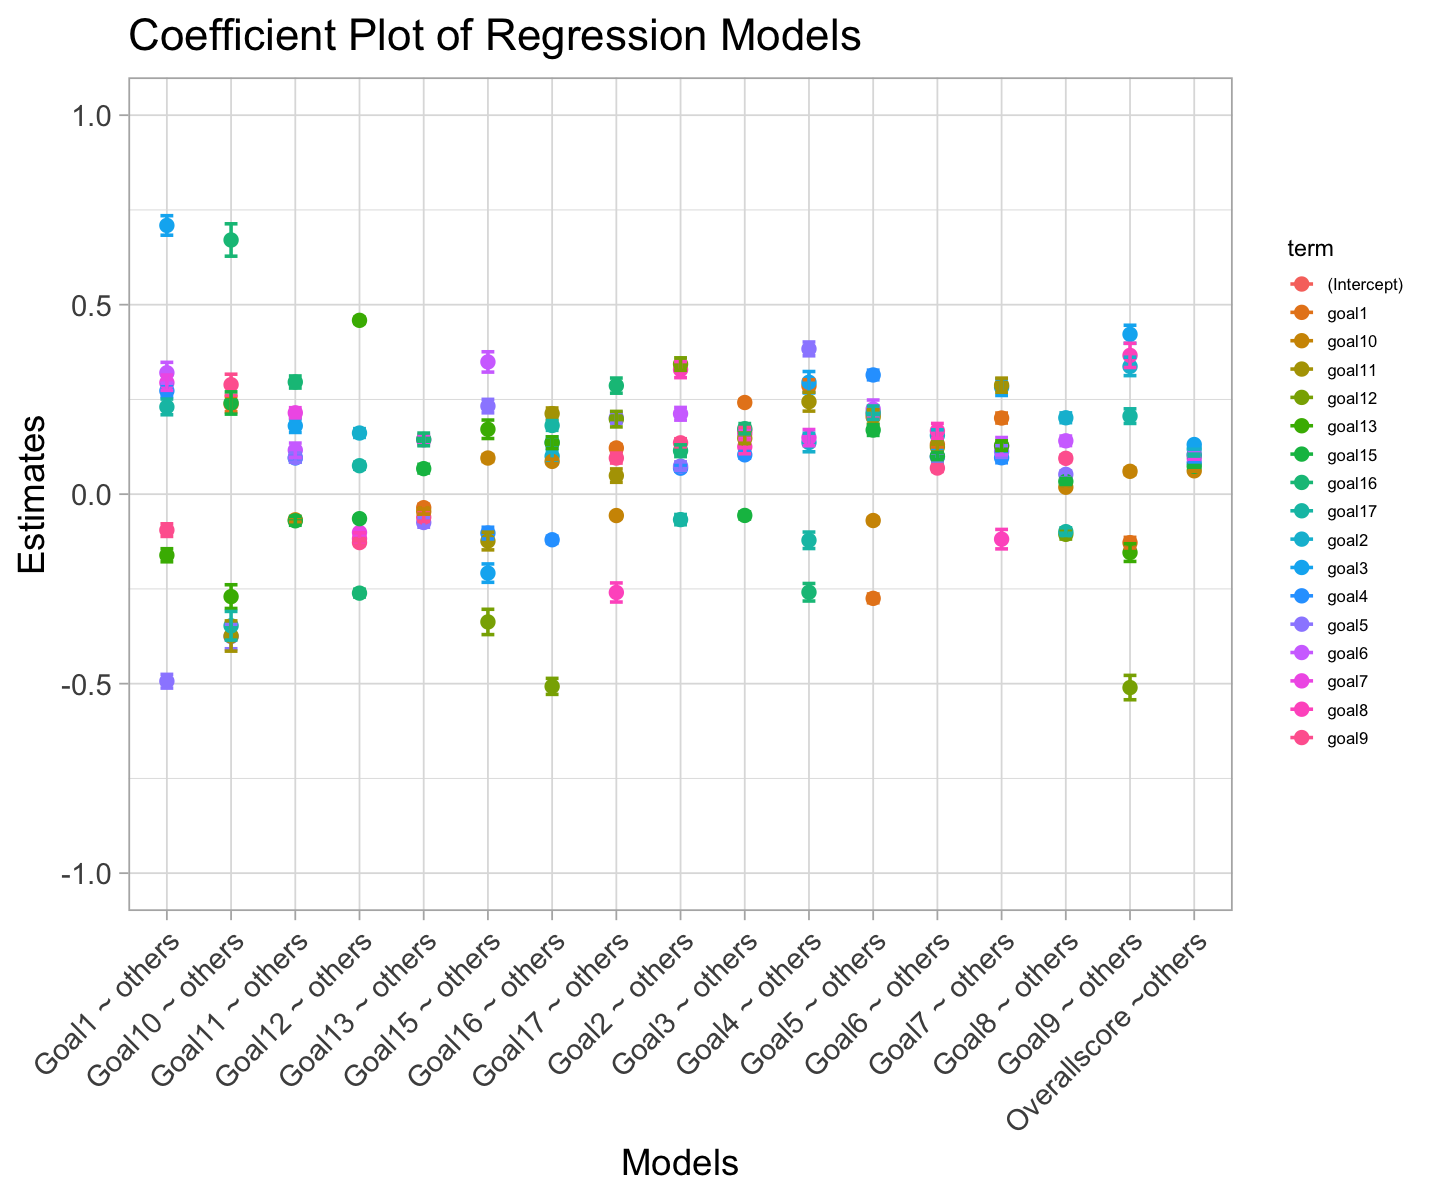 Coefficient Plot of Regression Models
1.0
0.5
0.0
-0.5
-1.0
Estimates
Goal1 ~ others
Goal10 ~ others
Goal11 ~ others
Goal12 ~ others
Goal13 ~ others
Goal15 ~ others
Goal16 ~ others
Goal17 ~ others
Goal2 ~ others
Goal3 ~ others
Goal4 ~ others
Goal5 ~ others
Goal6 ~ others
Goal7 ~ others
Goal8 ~ others
Goal9 ~ others
Overallscore ~others
Models
term
(Intercept)
goal1
goal10
goal11
goal12
goal13
goal15
goal16
goal17
goal2
goal3
goal4
goal5
goal6
goal7
goal8
goal9